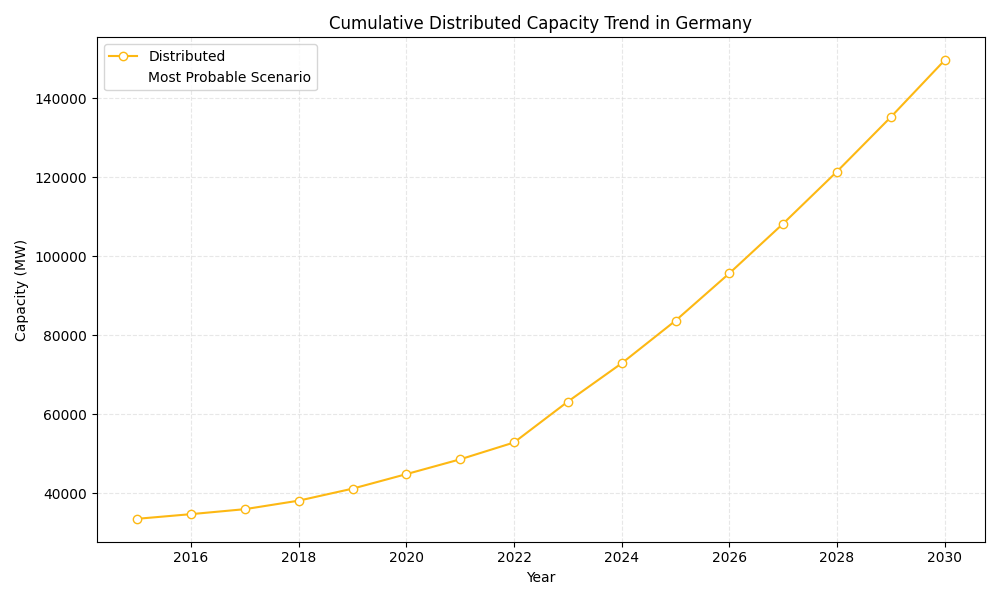 Cumulative Distributed Capacity Trend in Germany
Distributed
Most Probable Scenario
Capacity (MW)
140000
120000
100000
80000
60000
40000
2016 2018 2020 2022 2024 2026 2028 2030
Year